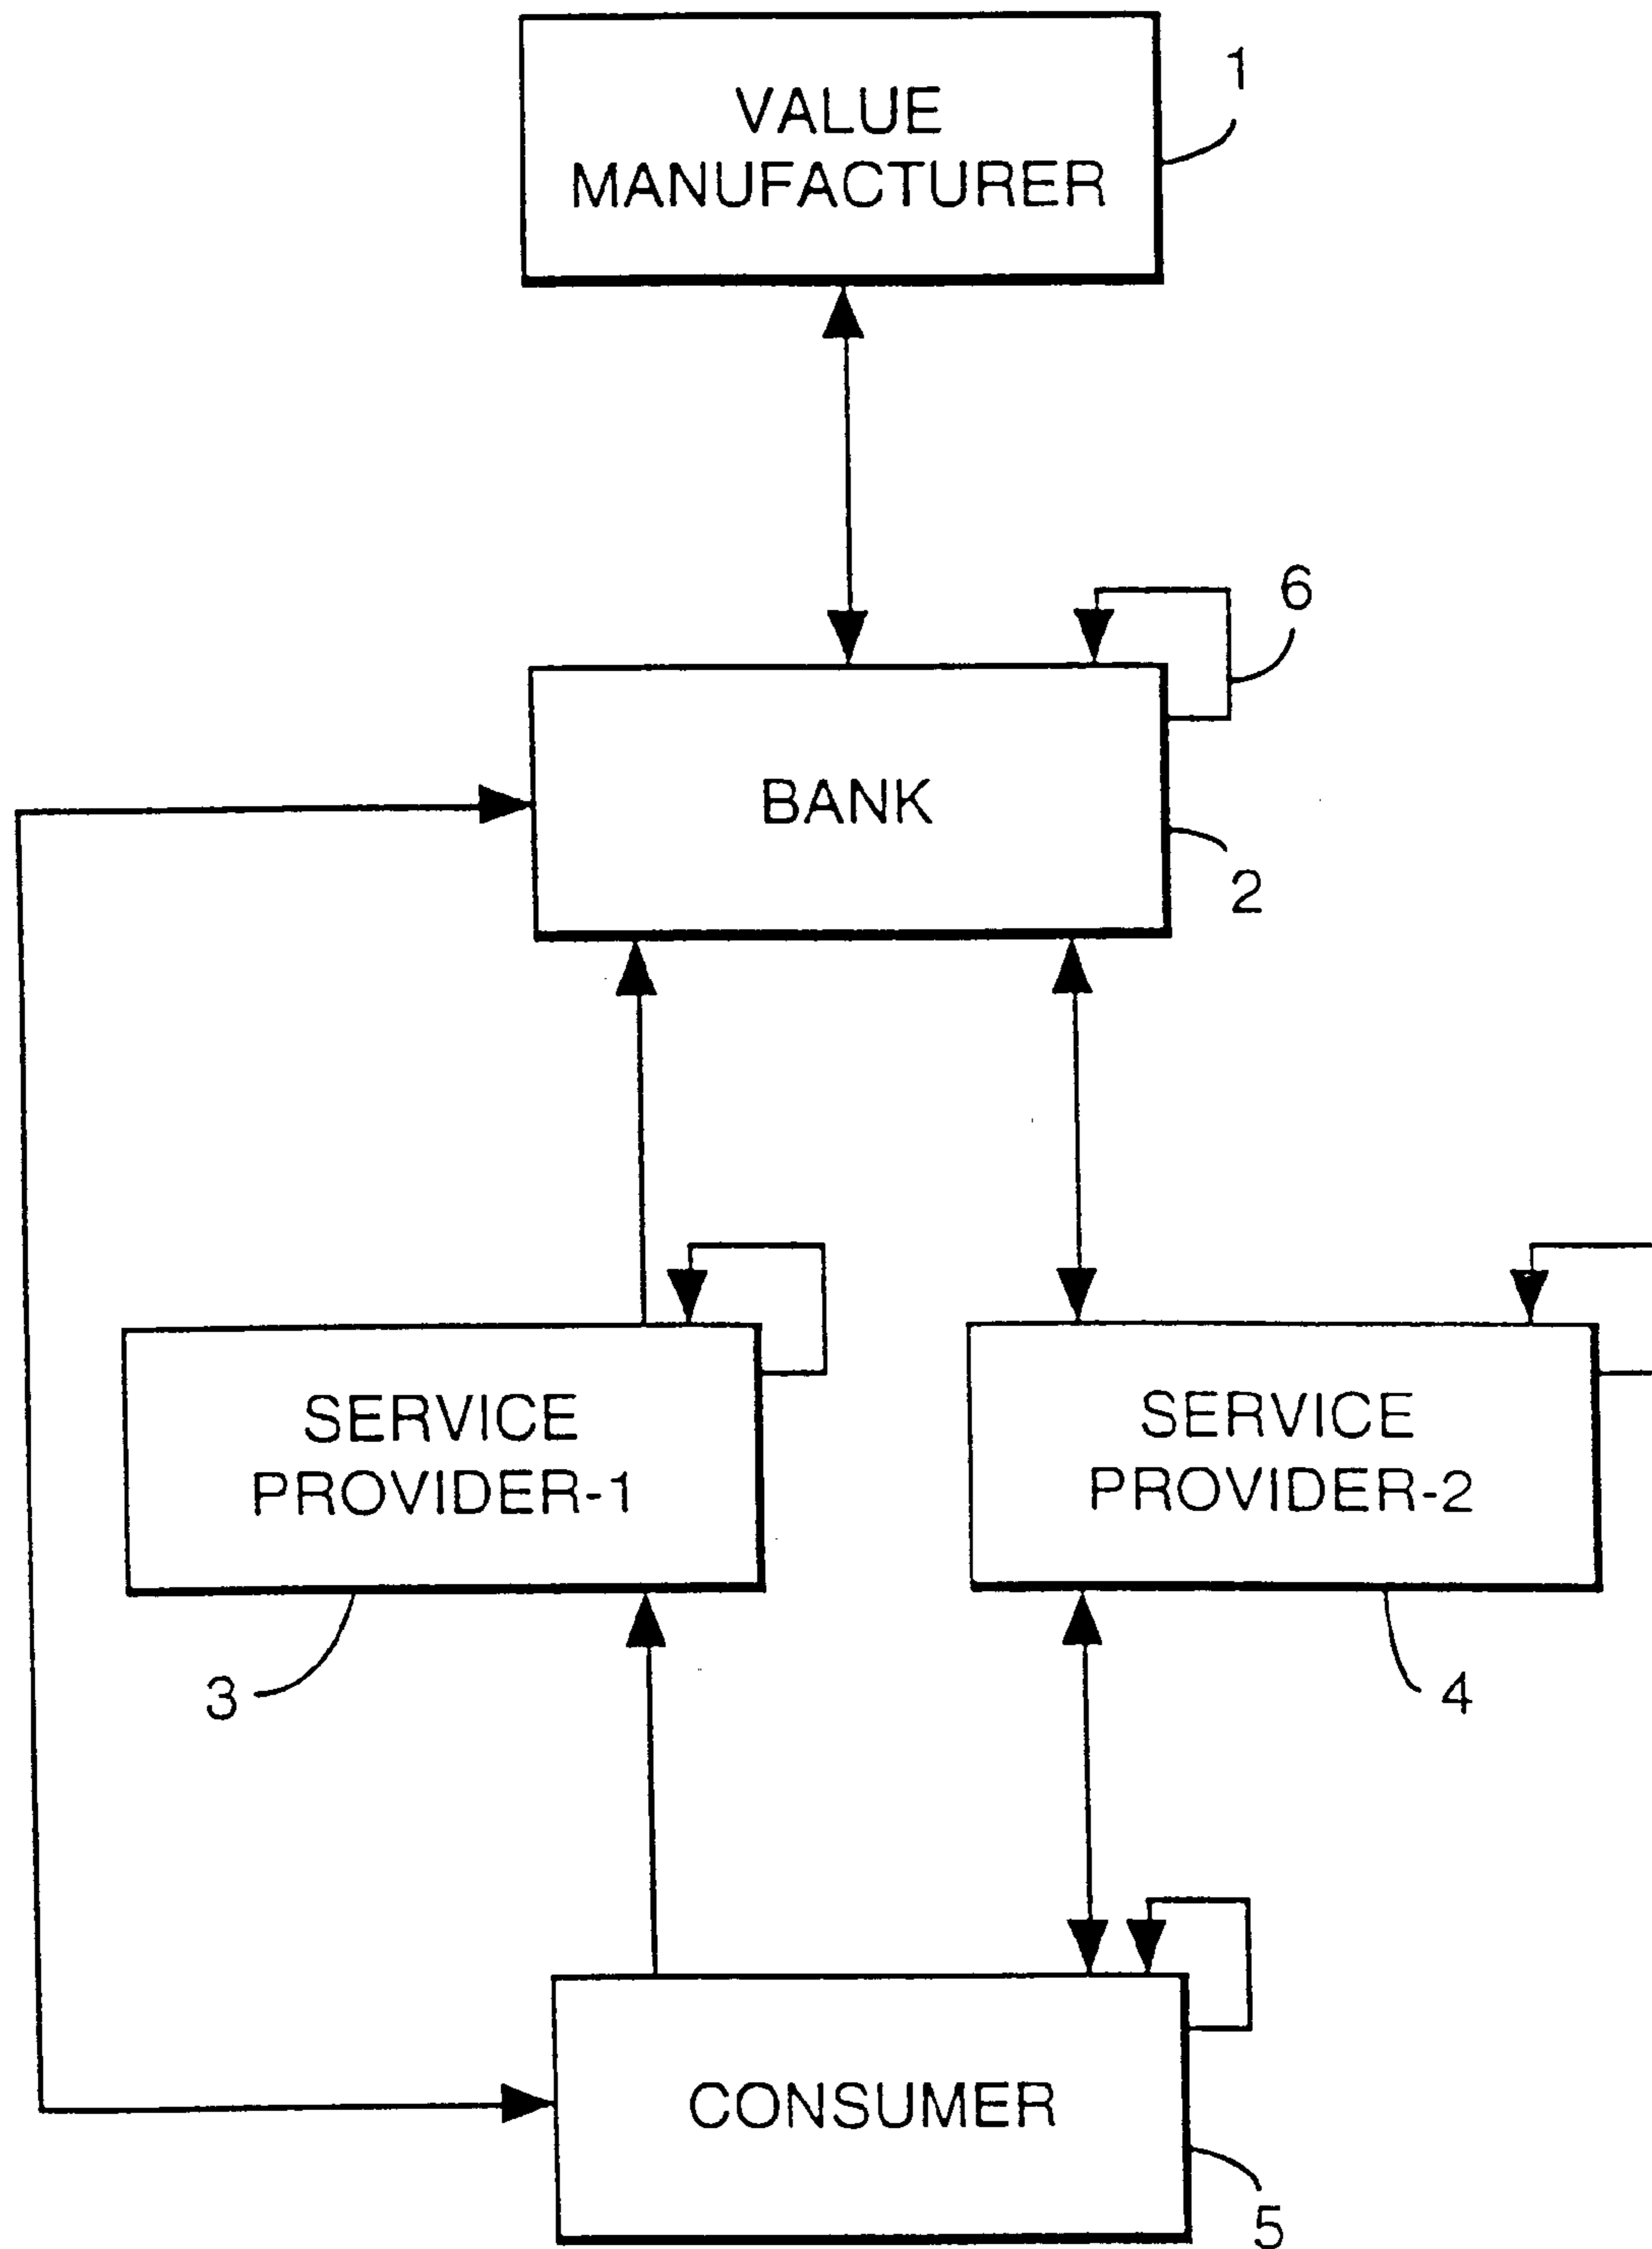 VALUE
MANUFACTURER
1
6
BANK
2
SERVICE
PROVIDER-1
SERVICE
PROVIDER-2
3
4
CONSUMER
5